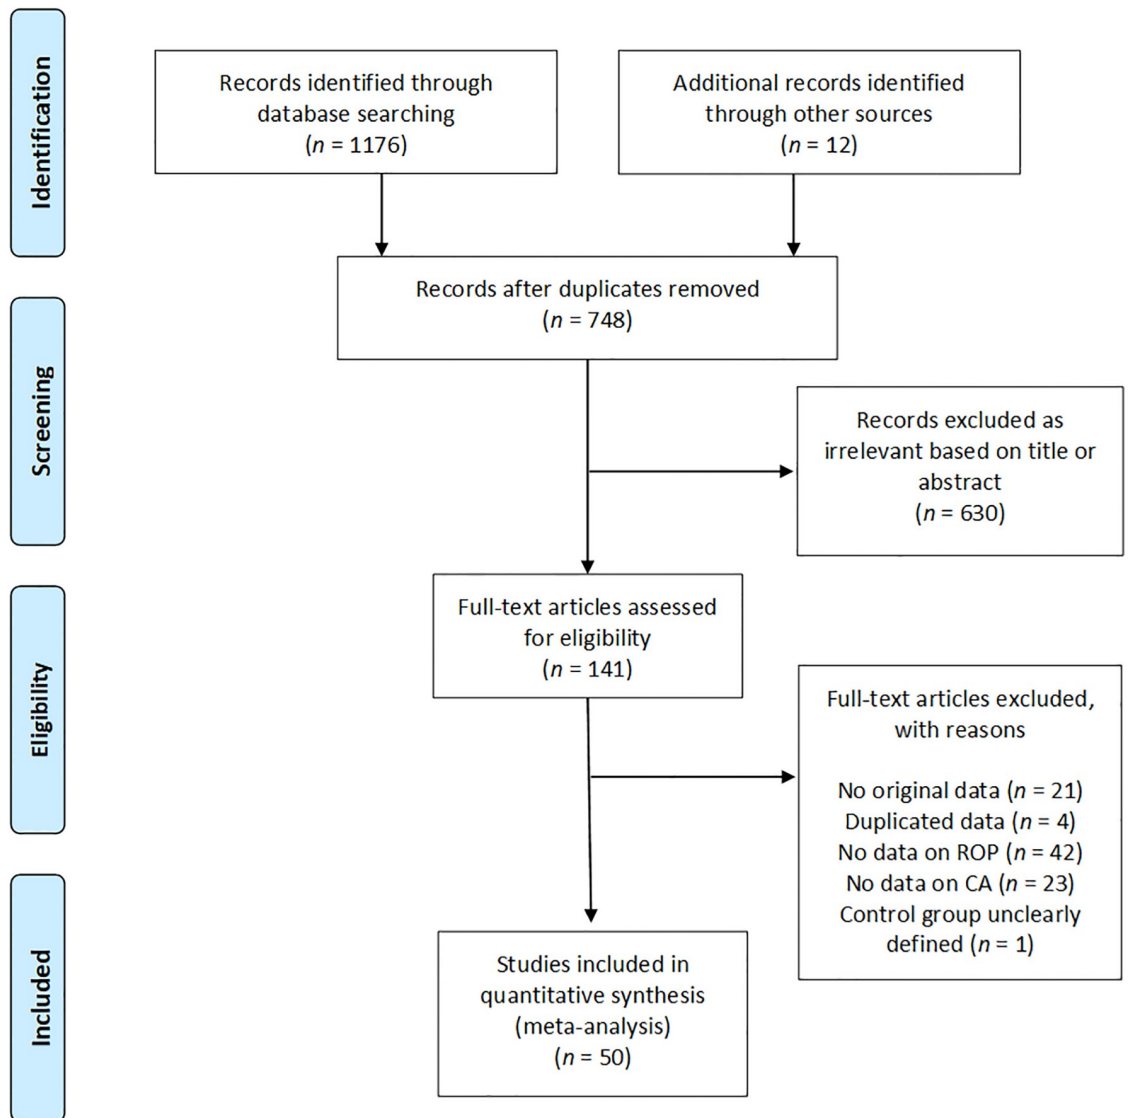 Identification
Records identified through
database searching
(n = 1176)
Additional records identified
through other sources
(n = 12)
Records after duplicates removed
(n = 748)
Screening
Records excluded as
irrelevant based on title or
abstract
(n = 630)
Full-text articles assessed
for eligibility
(n = 141)
Eligibility
Full-text articles excluded,
with reasons
No original data (n = 21)
Duplicated data (n = 4)
No data on ROP (n = 42)
No data on CA (n = 23)
Control group unclearly
defined (n = 1)
Included
Studies included in
quantitative synthesis
(meta-analysis)
(n = 50)